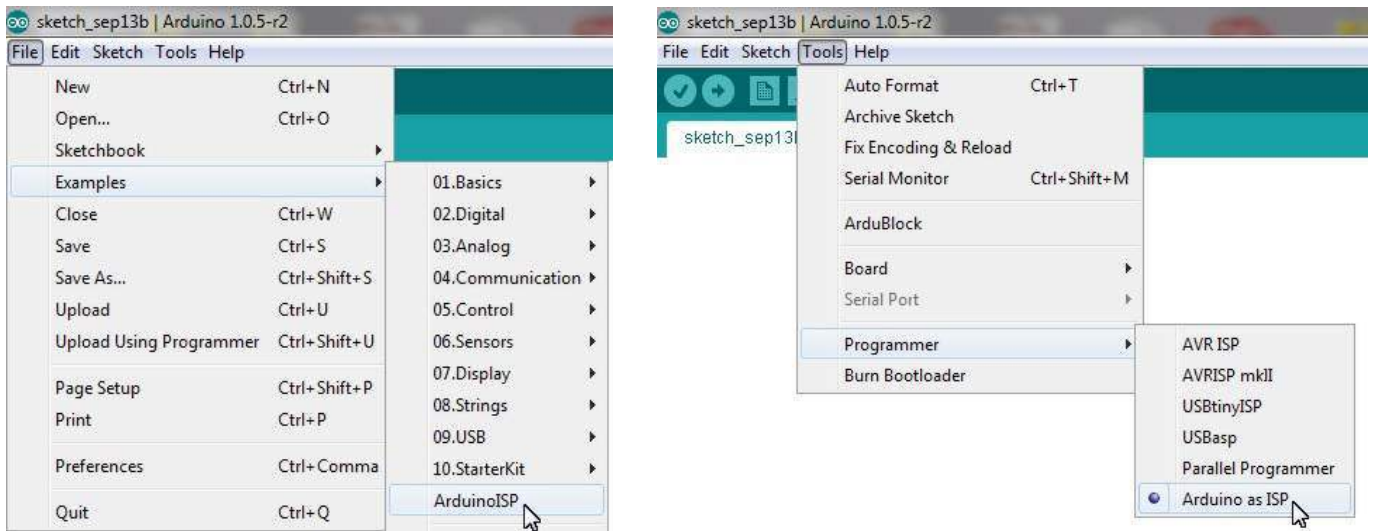 sketch_sep13b | Arduino 1.0.5-r2
File Edit Sketch Tools Help
New Ctrl+N
Open... Ctrl+O
Sketchbook
Examples
Close Ctrl+W
Save Ctrl+S
Save As... Ctrl+Shift+S
Upload Ctrl+U
Upload Using Programmer Ctrl+Shift+U
Page Setup Ctrl+Shift+P
Print Ctrl+P
Preferences Ctrl+Comma
Quit Ctrl+Q
01.Basics
02.Digital
03.Analog
04.Communication
05.Control
06.Sensors
07.Display
08.Strings
09.USB
10.StarterKit
ArduinoISP
sketch_sep13b | Arduino 1.0.5-r2
File Edit Sketch Tools Help
sketch_sep13
Auto Format Ctrl+T
Archive Sketch
Fix Encoding & Reload
Serial Monitor Ctrl+Shift+M
ArduBlock
Board
Serial Port
Programmer
Burn Bootloader
AVR ISP
AVRISP mkII
USBtinyISP
USBasp
Parallel Programmer
Arduino as ISP